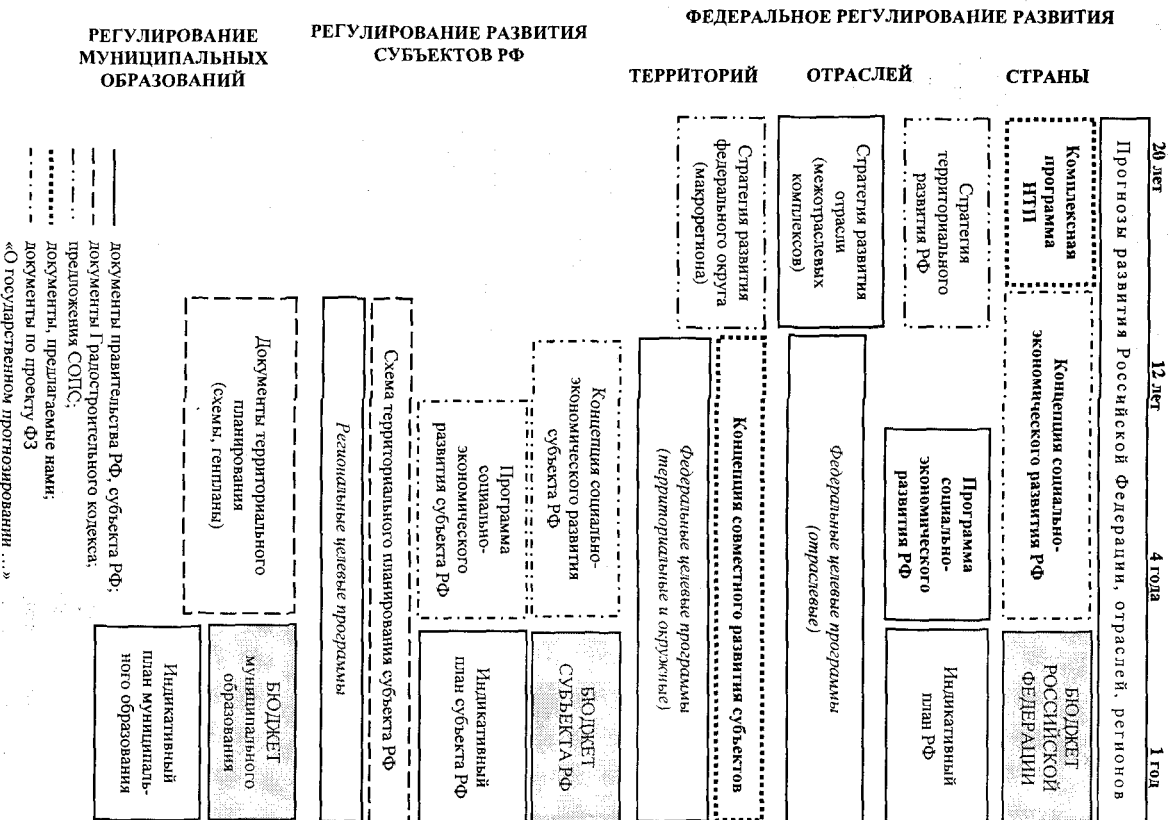 ФЕДЕРАЛЬНОЕ РЕГУЛИРОВАНИЕ РАЗВИТИЯ
РЕГУЛИРОВАНИЕ РАЗВИТИЯ
СУБЪЕКТОВ РФ
РЕГУЛИРОВАНИЕ
МУНИЦИПАЛЬНЫХ
ОБРАЗОВАНИЙ
ТЕРРИТОРИЙ
ОТРАСЛЕЙ
СТРАНЫ
20 лет
12 лет
4 года
1 год
Прогнозы развития Российской Федерации, отраслей, регионов
Комплексная
программа
НТП
Концепция социально-
экономического развития РФ
БЮДЖЕТ
РОССИЙСКОЙ
ФЕДЕРАЦИИ
Стратегия
территориального
развития РФ
Программа
социально-
экономического
развития РФ
Индикативный
план РФ
Стратегия развития
отрасли
(межотраслевых
комплексов)
Федеральные целевые программы
(отраслевые)
Стратегия развития
федерального округа
(макрорегиона)
Концепция совместного развития субъектов
Федеральные целевые программы
(территориальные и окружные)
Концепция социально-
экономического развития
субъекта РФ
БЮДЖЕТ
СУБЪЕКТА РФ
Программа
социально-
экономического
развития субъекта РФ
Индикативный
план субъекта РФ
Схема территориального планирования субъекта РФ
Региональные целевые программы
Документы территориального
планирования
(схемы, генпланы)
БЮДЖЕТ
муниципального
образования
Индикативный
план муниципаль-
ного образования
документы правительства РФ, субъекта РФ;
документы Градостроительного кодекса;
предложения СОПС;
документы, предлагаемые нами;
документы по проекту ФЗ
«О государственном прогнозировании …»